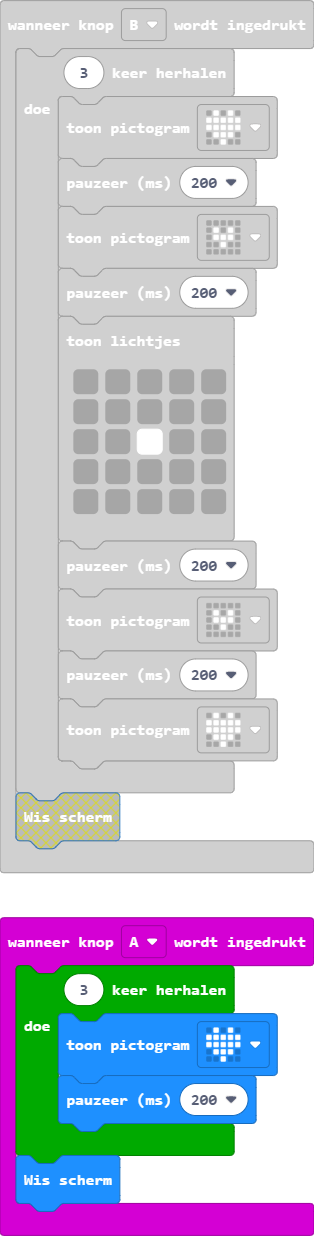 wanneer knop B wordt ingedrukt
3 keer herhalen
doe
toon pictogram
pauzeer (ms) 200
toon pictogram
pauzeer (ms) 200
toon lichtjes
pauzeer (ms) 200
toon pictogram
pauzeer (ms) 200
toon pictogram
Wis scherm
wanneer knop A wordt ingedrukt
3 keer herhalen
doe
toon pictogram
pauzeer (ms) 200
Wis scherm